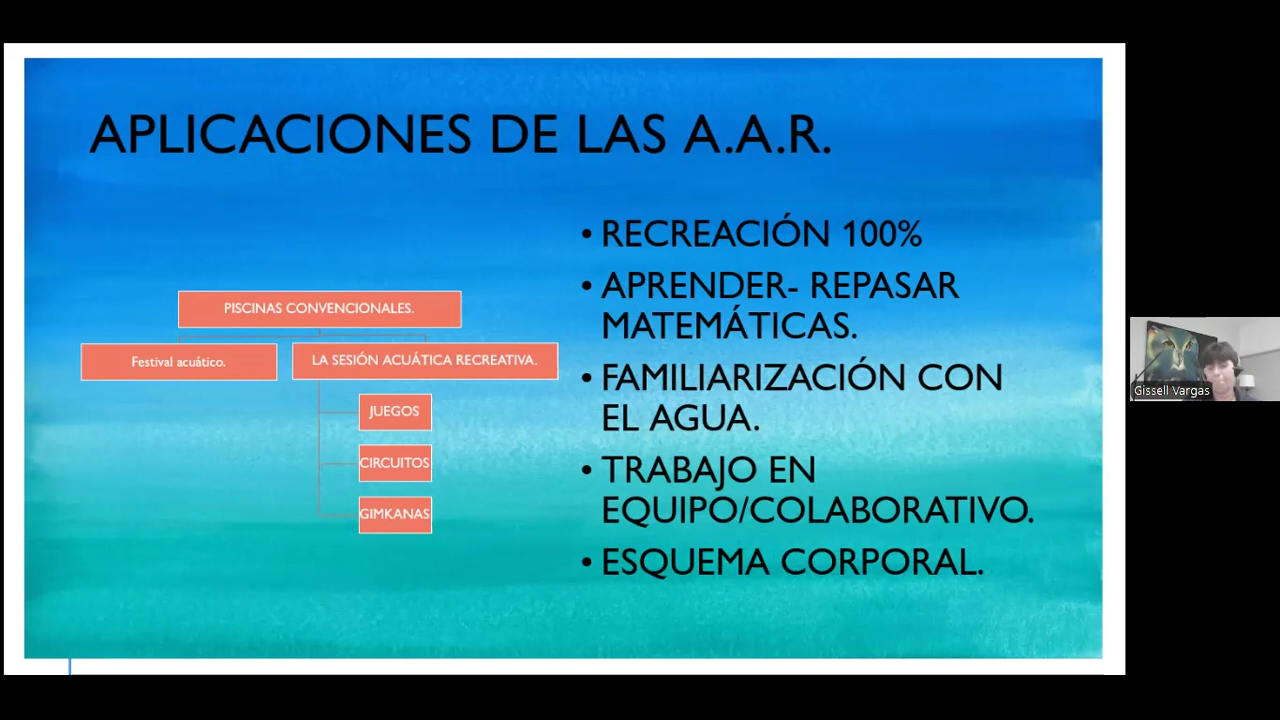 APLICACIONES DE LAS A.A.R.
PISCINAS CONVENCIONALES.
Festival acuático.
LA SESIÓN ACUÁTICA RECREATIVA.
JUEGOS
CIRCUITOS
GIMKANAS
• RECREACIÓN 100%
• APRENDER- REPASAR
MATEMÁTICAS.
• FAMILIARIZACIÓN CON
EL AGUA.
• TRABAJO EN
EQUIPO/COLABORATIVO.
• ESQUEMA CORPORAL.
Gissell Vargas